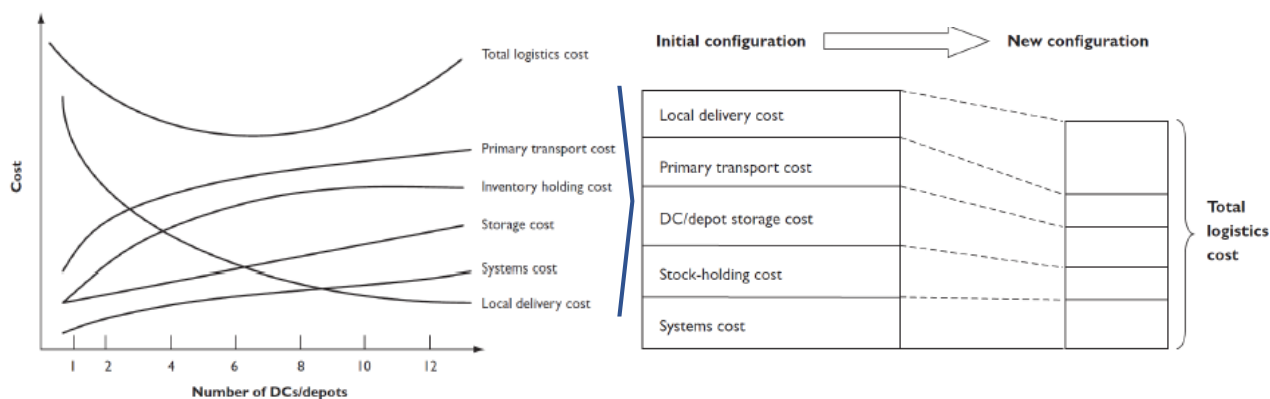 Cost
Total logistics cost
Primary transport cost
Inventory holding cost
Storage cost
Systems cost
Local delivery cost
1 2 4 6 8 10 12
Number of DCs/depots
Initial configuration
New configuration
Local delivery cost
Primary transport cost
DC/depot storage cost
Stock-holding cost
Systems cost
Total
logistics
cost